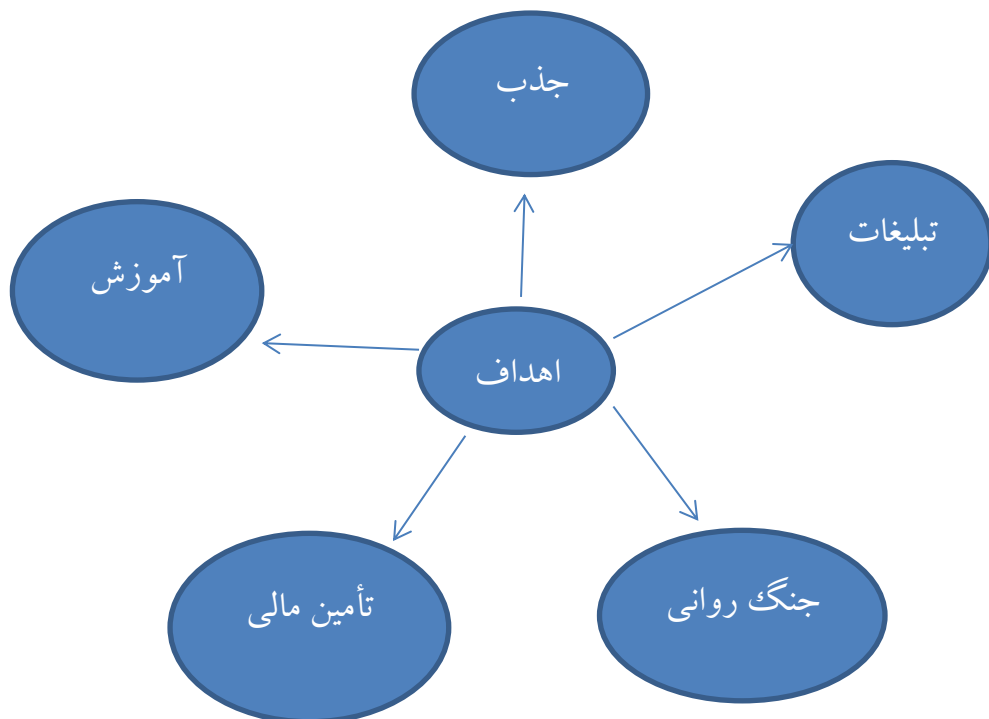 جذب
تبلیغات
آموزش
اهداف
تأمین مالی
جنگ روانی